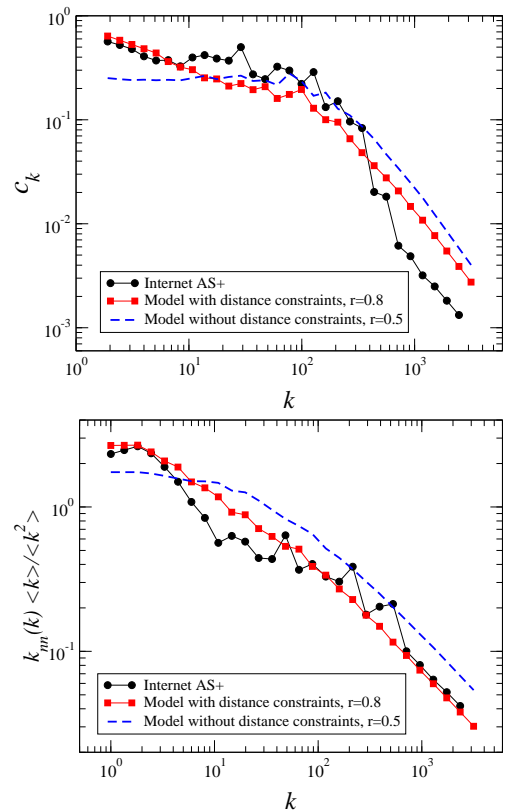 10^0
10^-1
10^-2
10^-3
c_k
10^0 10^1 10^2 10^3
k
Internet AS+
Model with distance constraints, r=0.8
Model without distance constraints, r=0.5
10^0
10^-1
k_nn(k) <k>/<k^2>
10^0 10^1 10^2 10^3
k
Internet AS+
Model with distance constraints, r=0.8
Model without distance constraints, r=0.5